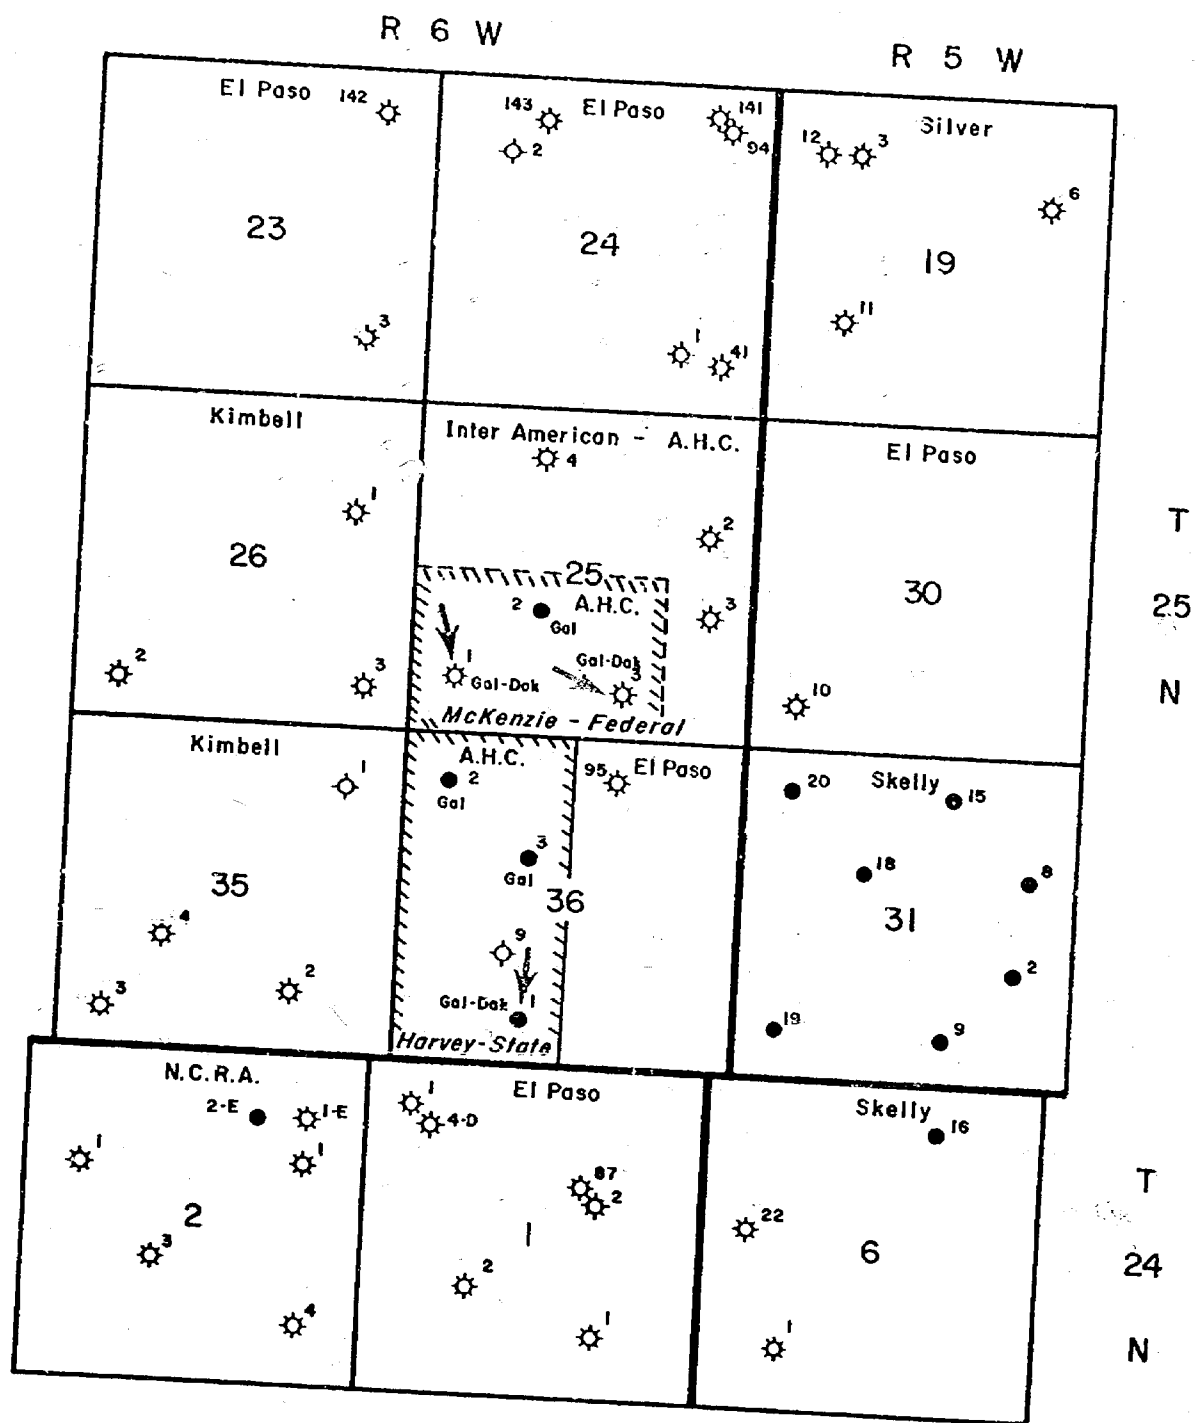 R 6 W
R 5 W
El Paso 142
23
3
143 El Paso 141
2 94
24
1 41
Silver
12 3
6
19
11
Kimbell
1
26
2 3
Inter American - A.H.C.
4
2
25
A.H.C.
2
Gal
3
1
Gal-Dak
Gal-Dak
3
McKenzie - Federal
El Paso
30
10
T
25
N
Kimbell
1
35
4
2
3
A.H.C.
2
Gal
3
Gal
36
9
Gal-Dak 1
Harvey-State
95 El Paso
Skelly
20 15
18 8
31
2
19 9
N.C.R.A.
2-E 1-E
1 1
2
3
4
El Paso
1
4-D
87
2
1
2
1
Skelly
16
22
6
1
T
24
N